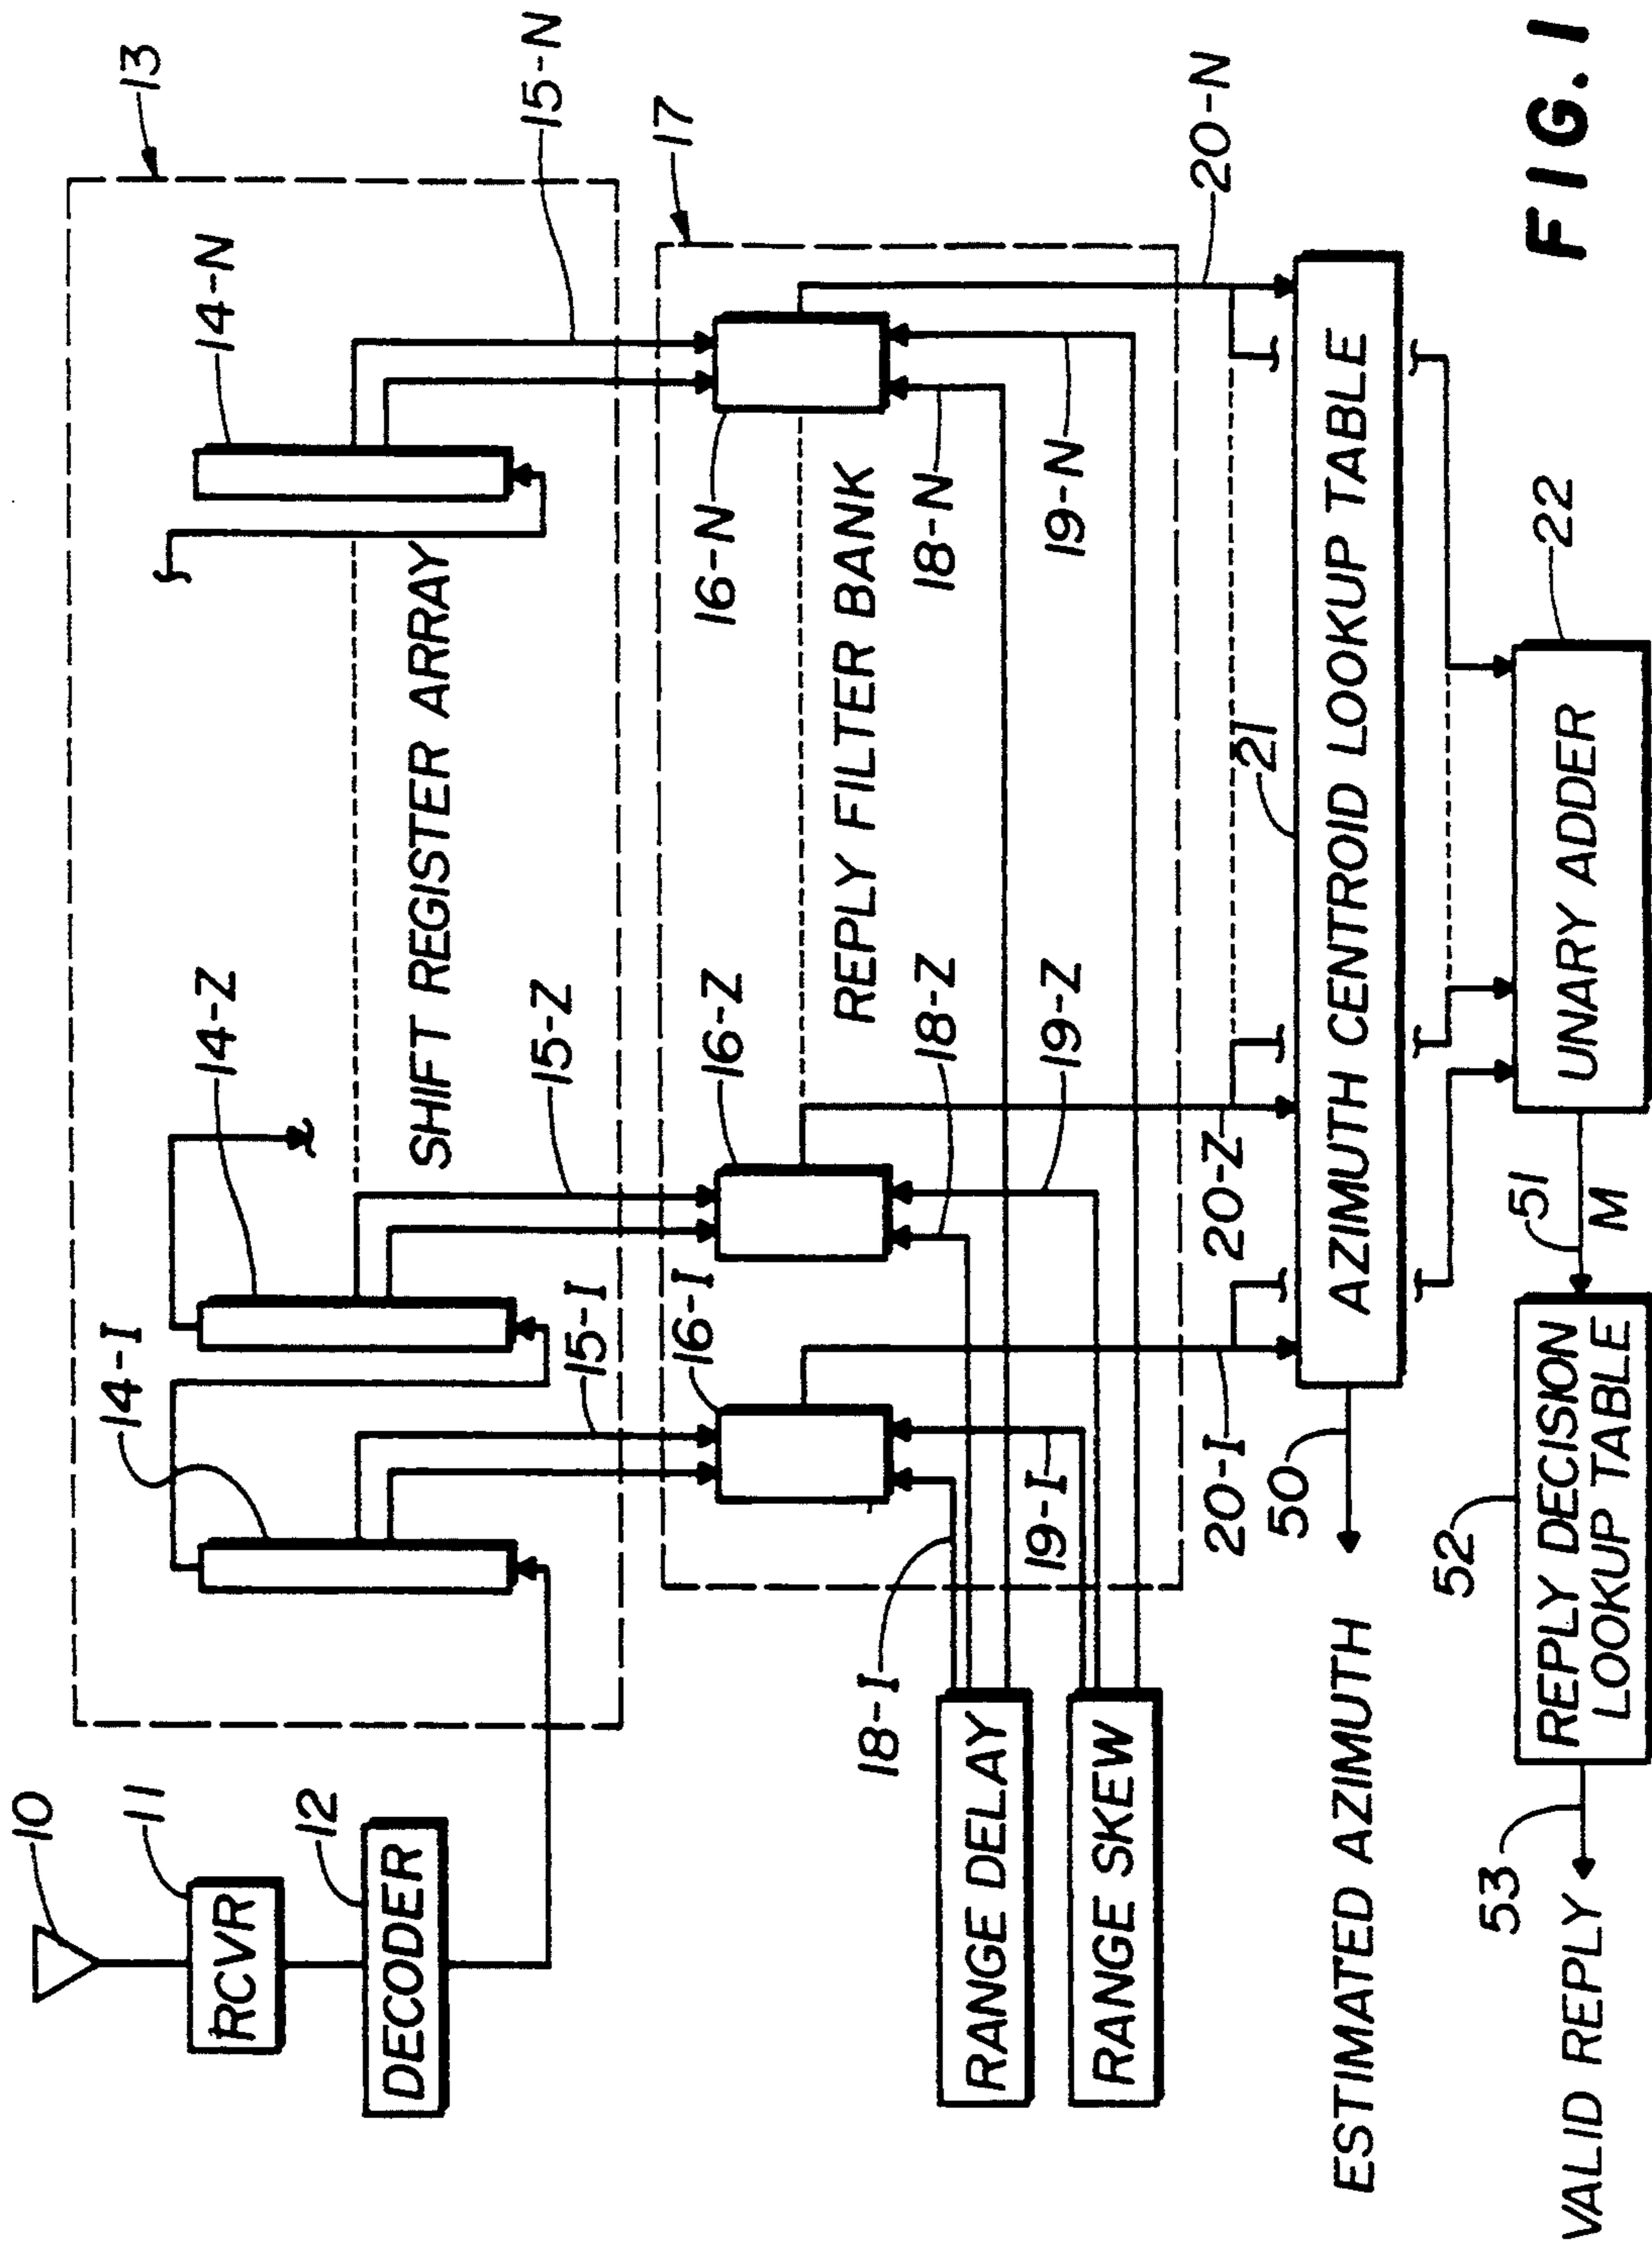 10
11
RCVR
12
DECODER
13
14-I
14-Z
14-N
SHIFT REGISTER ARRAY
15-I
15-Z
15-N
16-I
16-Z
16-N
17
REPLY FILTER BANK
18-I
18-Z
18-N
RANGE DELAY
19-I
19-Z
19-N
RANGE SKEW
20-I
20-Z
20-N
21
AZIMUTH CENTROID LOOKUP TABLE
50
ESTIMATED AZIMUTH
22
UNARY ADDER
51
M
52
REPLY DECISION
LOOKUP TABLE
53
VALID REPLY
FIG. 1